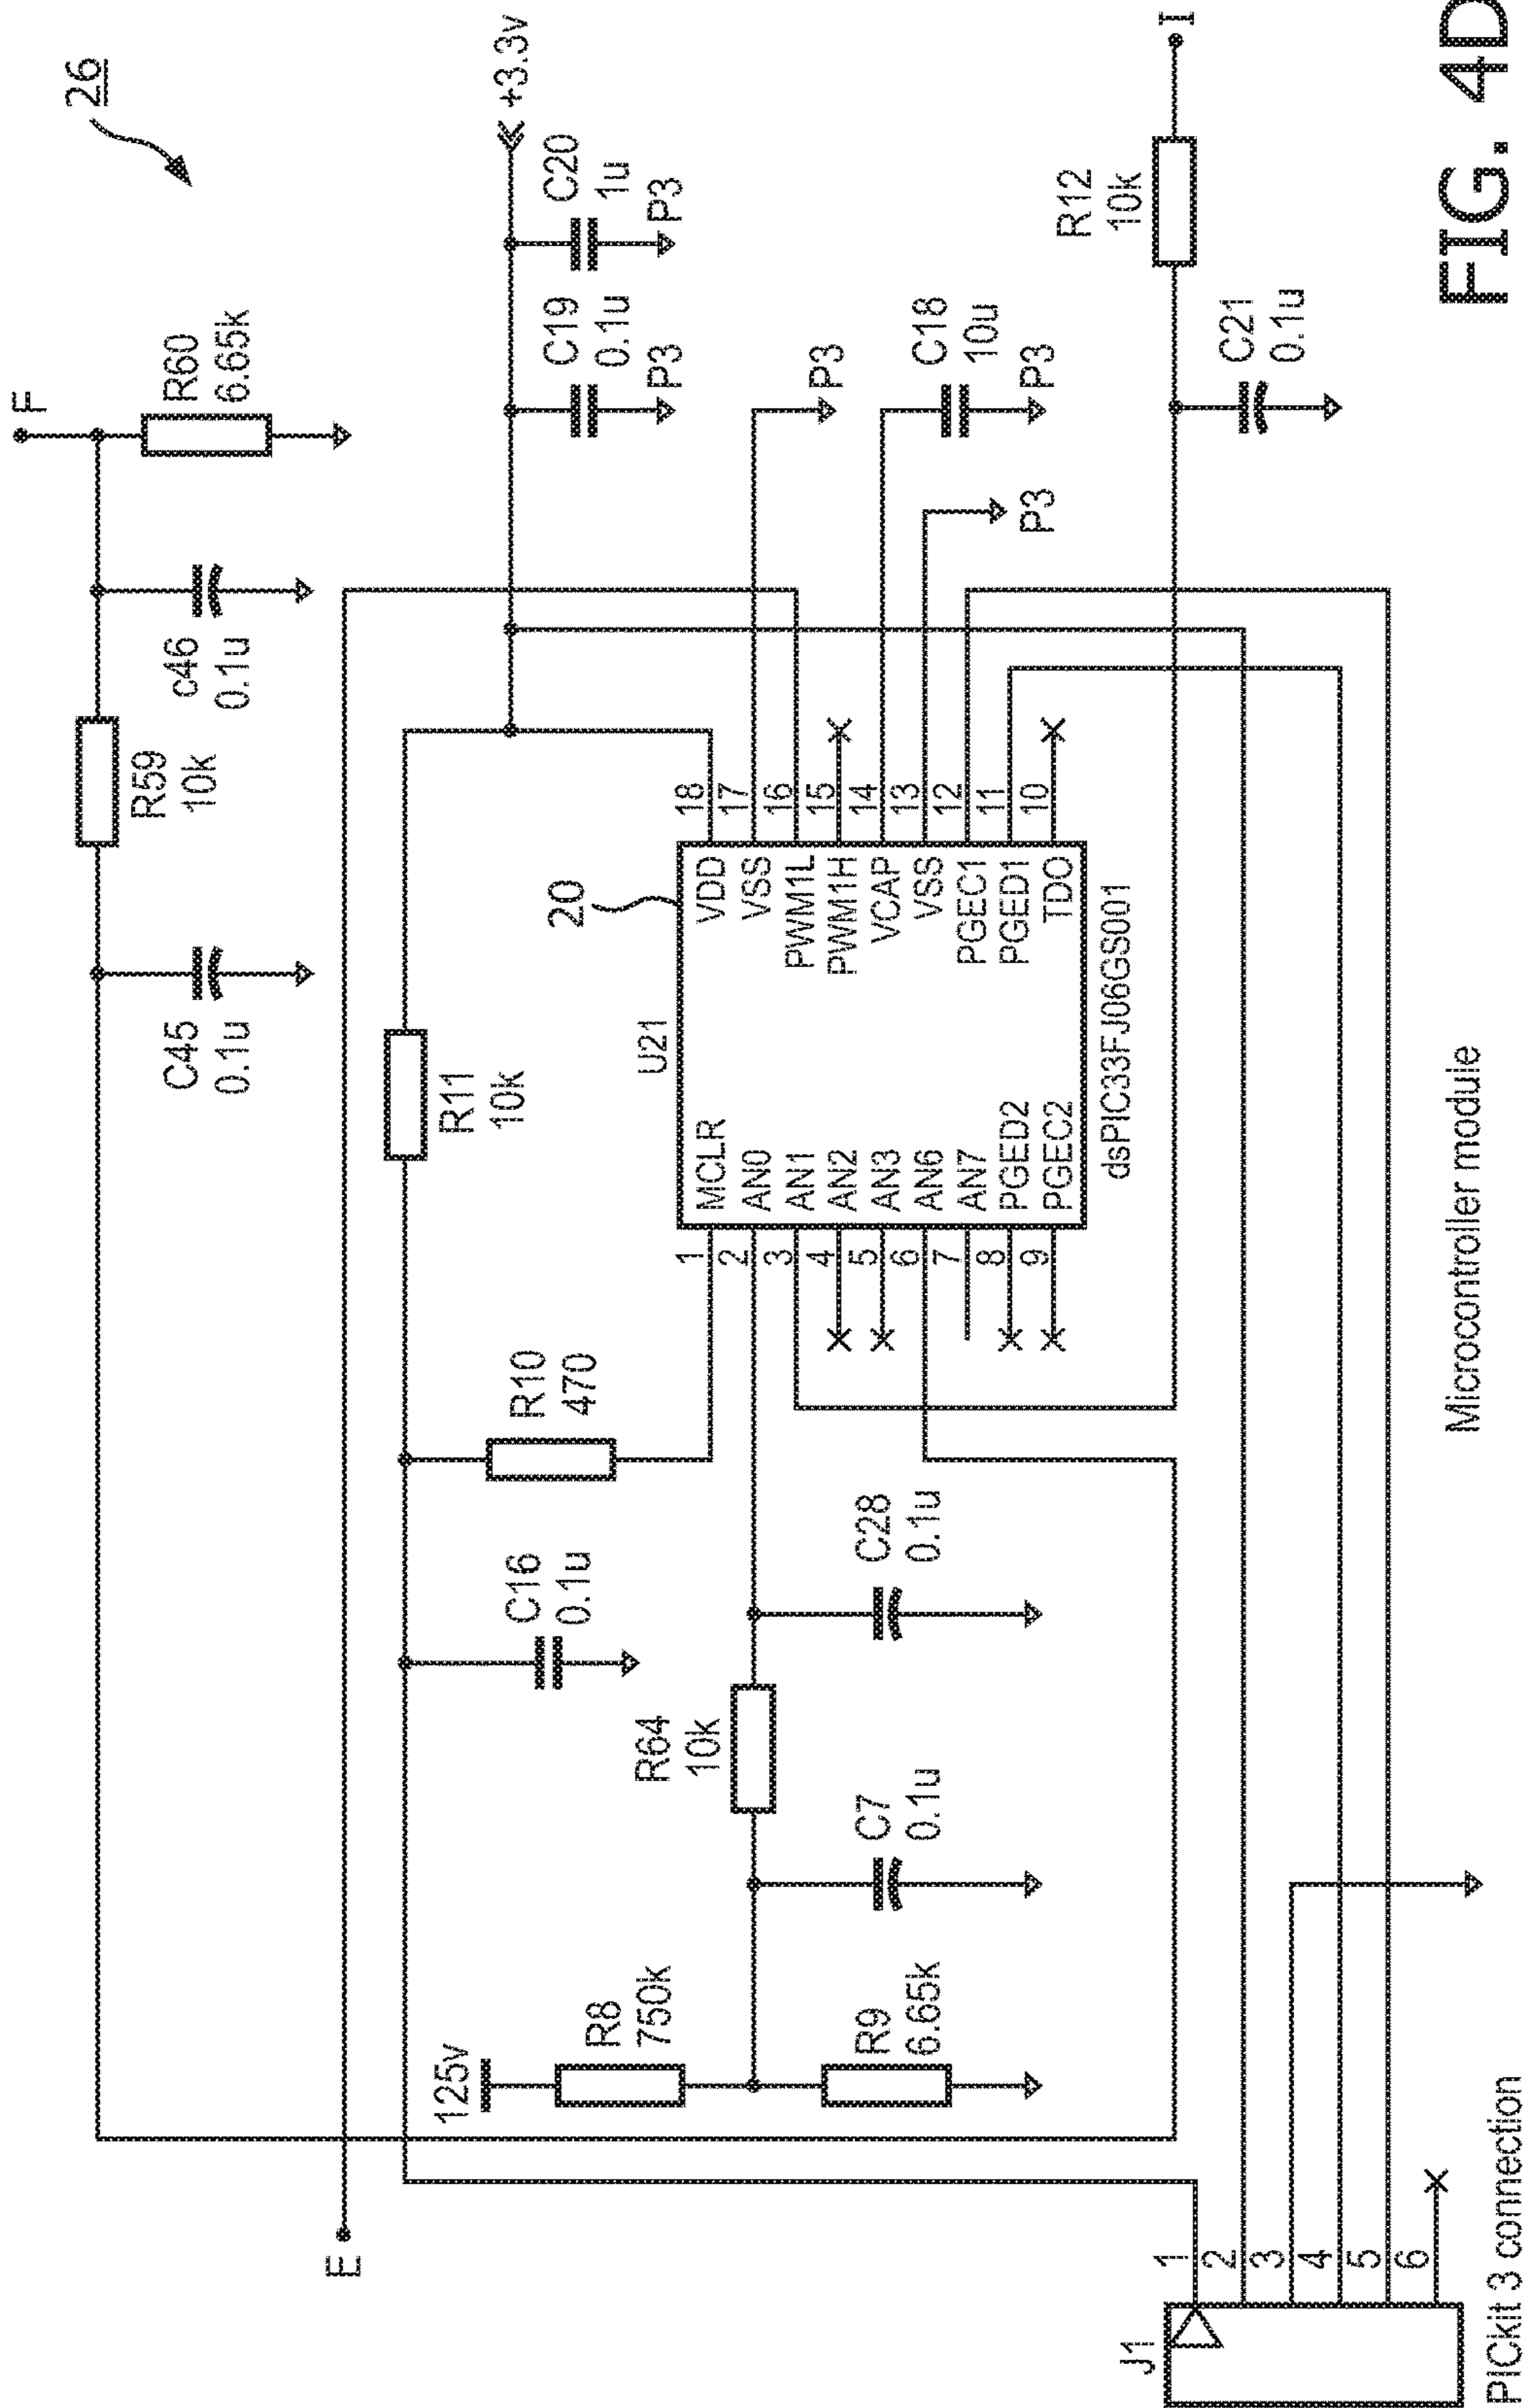 26
F
R60
6.65k
R59
10k
c46
0.1u
C45
0.1u
E
+3.3v
R11
10k
C19
0.1u
P3
C20
1u
P3
R10
470
C16
0.1u
125v
R8
750k
R9
6.65k
R64
10k
C7
0.1u
C28
0.1u
U21
20
1
2
3
4
5
6
7
8
9
MCLR
AN0
AN1
AN2
AN3
AN6
AN7
PGED2
PGEC2
VDD
VSS
PWM1L
PWM1H
VCAP
VSS
PGEC1
PGED1
TDO
18
17
16
15
14
13
12
11
10
dsPIC33FJ06GS001
P3
C18
10u
P3
P3
R12
10k
I
C21
0.1u
J1
1
2
3
4
5
6
PICkit 3 connection
Microcontroller module
FIG. 4D